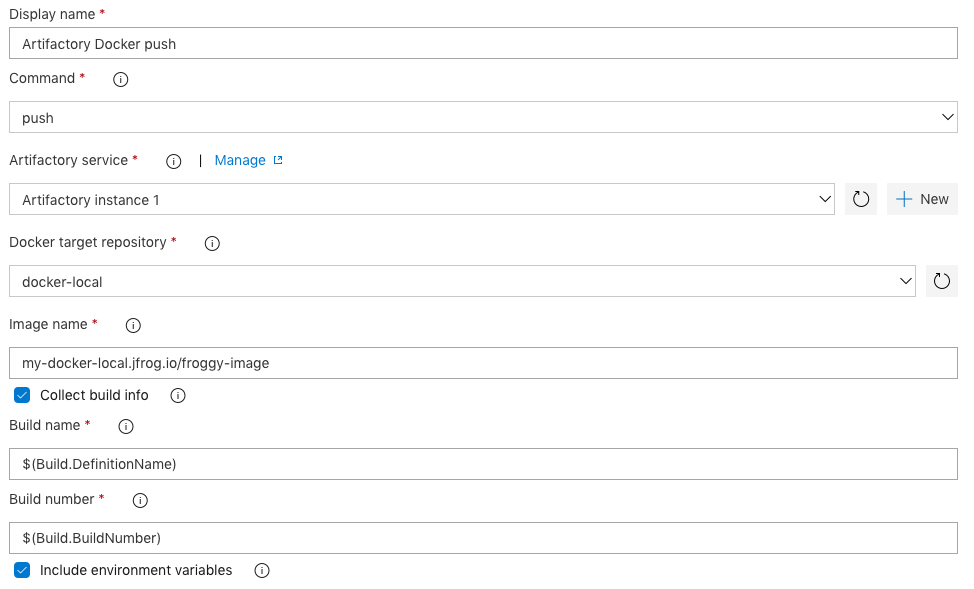 Display name *
Artifactory Docker push
Command *
push
Artifactory service * | Manage
Artifactory instance 1
New
Docker target repository *
docker-local
Image name *
my-docker-local.jfrog.io/froggy-image
Collect build info
Build name *
$(Build.DefinitionName)
Build number *
$(Build.BuildNumber)
Include environment variables